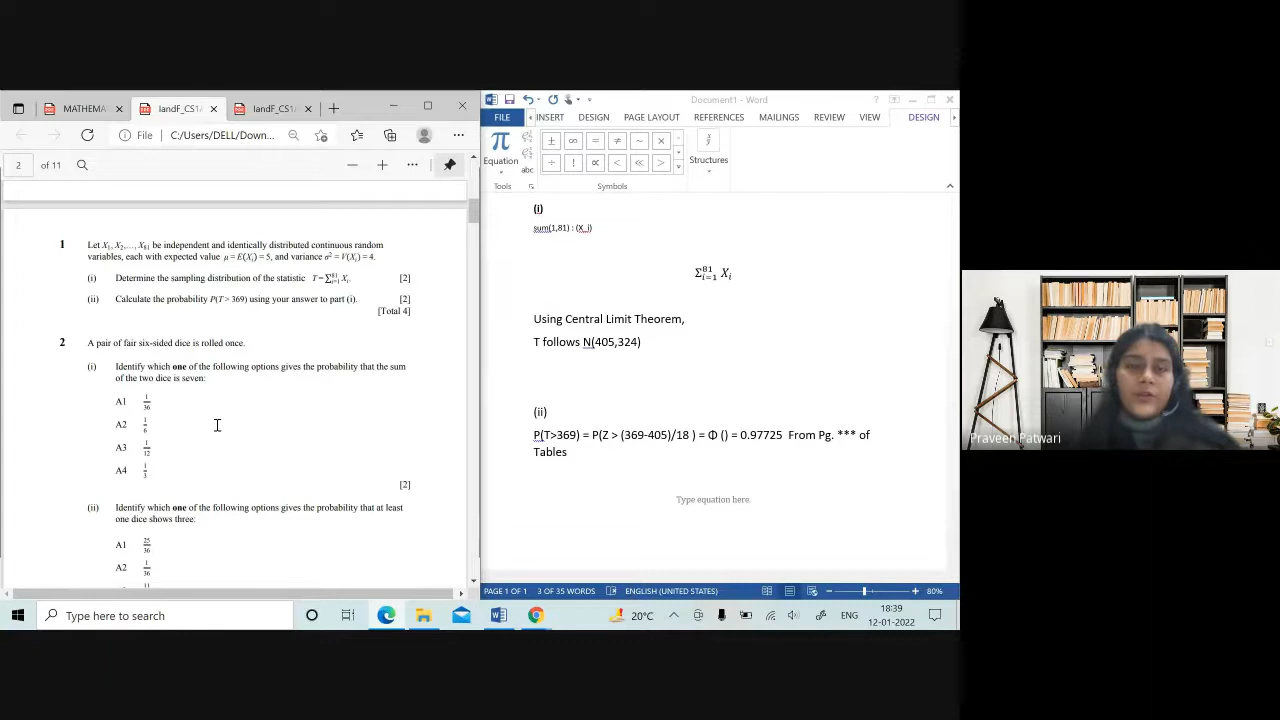 MATHEMA
IandF_CS1A
IandF_CS1
File
C:/Users/DELL/Down...
2
of 11
1 Let X₁, X₂,…, X₈₁ be independent and identically distributed continuous random
variables, each with expected value μ = E(Xᵢ) = 5, and variance σ² = V(Xᵢ) = 4.
(i) Determine the sampling distribution of the statistic T = Σ⁸¹ᵢ₌₁ Xᵢ. [2]
(ii) Calculate the probability P(T > 369) using your answer to part (i). [2]
[Total 4]
2 A pair of fair six-sided dice is rolled once.
(i) Identify which one of the following options gives the probability that the sum
of the two dice is seven:
A1 1/36
A2 1/6
A3 1/12
A4 1/3
[2]
(ii) Identify which one of the following options gives the probability that at least
one dice shows three:
A1 25/36
A2 1/36
11
Document1 - Word
FILE INSERT DESIGN PAGE LAYOUT REFERENCES MAILINGS REVIEW VIEW DESIGN
π
Equation
abc
± ∞ = ≠ ~ ×
÷ ! ∝ < ≪ >
Structures
Tools
Symbols
(i)
sum(1,81) : (X_i)
Σ⁸¹ᵢ₌₁ Xᵢ
Using Central Limit Theorem,
T follows N(405,324)
(ii)
P(T>369) = P(Z > (369-405)/18 ) = Φ () = 0.97725 From Pg. *** of
Tables
Type equation here.
PAGE 1 OF 1 3 OF 35 WORDS ENGLISH (UNITED STATES) 80%
Type here to search
20°C
ENG
18:39
12-01-2022
Praveen Patwari